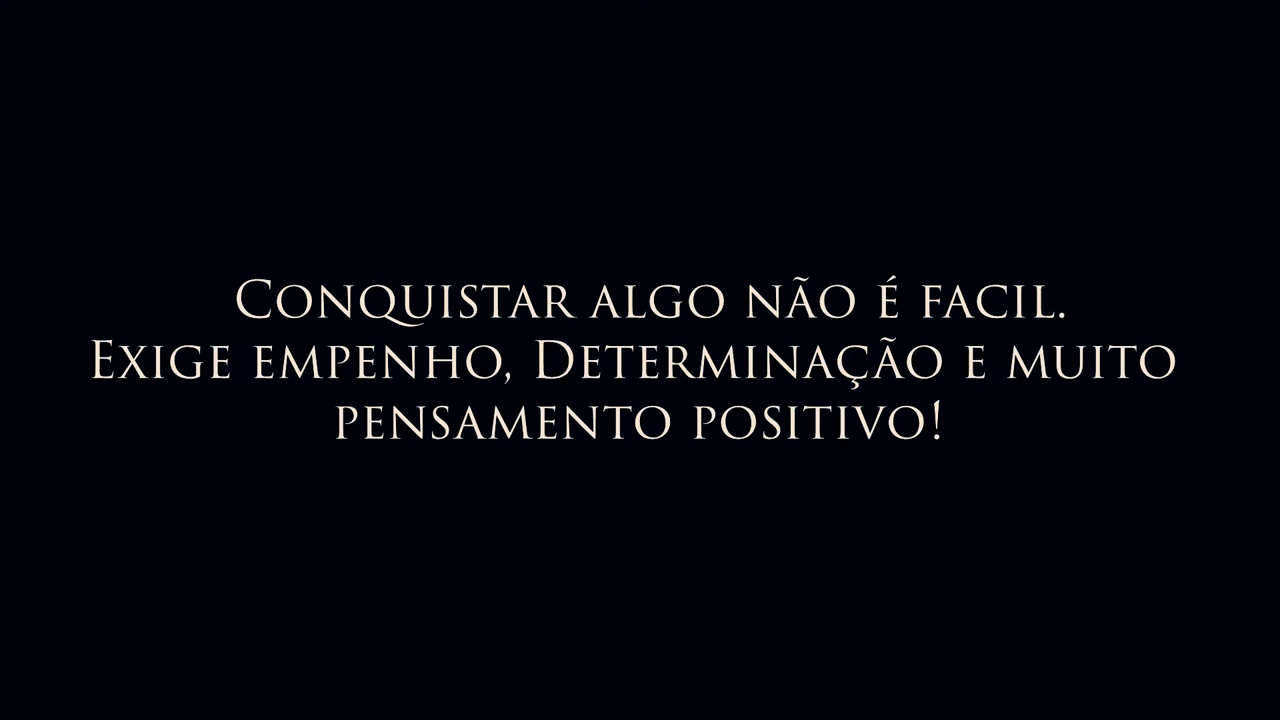 Conquistar algo não é facil.
Exige empenho, Determinação e muito
pensamento positivo!